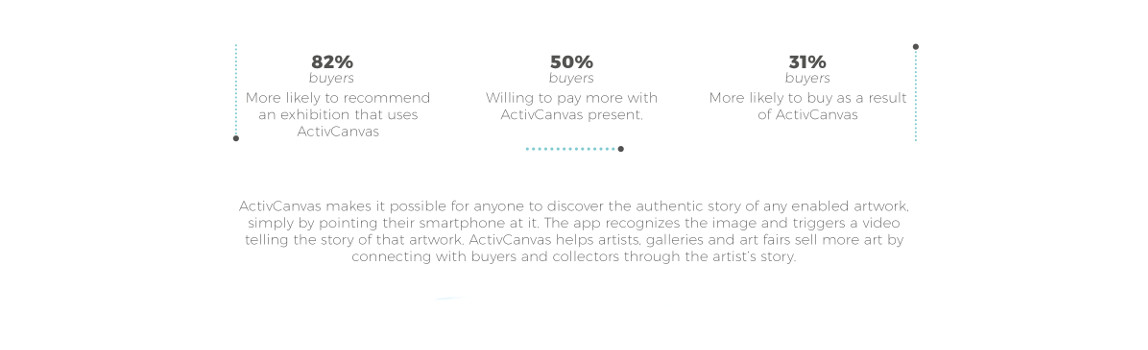 82%
buyers
More likely to recommend
an exhibition that uses
ActivCanvas
50%
buyers
Willing to pay more with
ActivCanvas present.
31%
buyers
More likely to buy as a result
of ActivCanvas
ActivCanvas makes it possible for anyone to discover the authentic story of any enabled artwork,
simply by pointing their smartphone at it. The app recognizes the image and triggers a video
telling the story of that artwork. ActivCanvas helps artists, galleries and art fairs sell more art by
connecting with buyers and collectors through the artist's story.